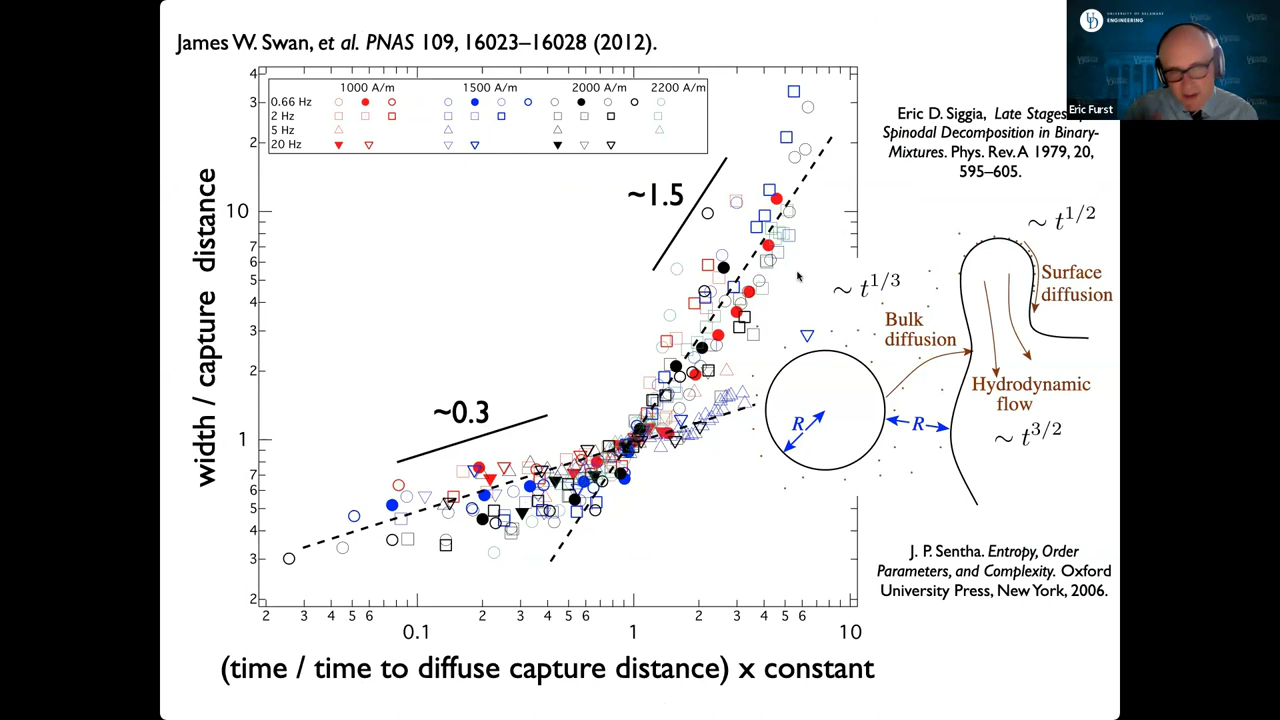 James W. Swan, et al. PNAS 109, 16023–16028 (2012).
UNIVERSITY OF DELAWARE
ENGINEERING
Eric Furst
1000 A/m 1500 A/m 2000 A/m 2200 A/m
0.66 Hz
2 Hz
5 Hz
20 Hz
Eric D. Siggia, Late Stages
Spinodal Decomposition in Binary-
Mixtures. Phys. Rev. A 1979, 20,
595–605.
width / capture distance
4
3
2
10
7
6
5
4
3
2
1
7
6
5
4
3
2
~1.5
~0.3
2 3 4 5 6 0.1 2 3 4 5 6 1 2 3 4 5 6 10
(time / time to diffuse capture distance) x constant
~ t^{1/2}
Surface
diffusion
~ t^{1/3}
Bulk
diffusion
Hydrodynamic
flow
~ t^{3/2}
R
R
J. P. Sentha. Entropy, Order
Parameters, and Complexity. Oxford
University Press, New York, 2006.